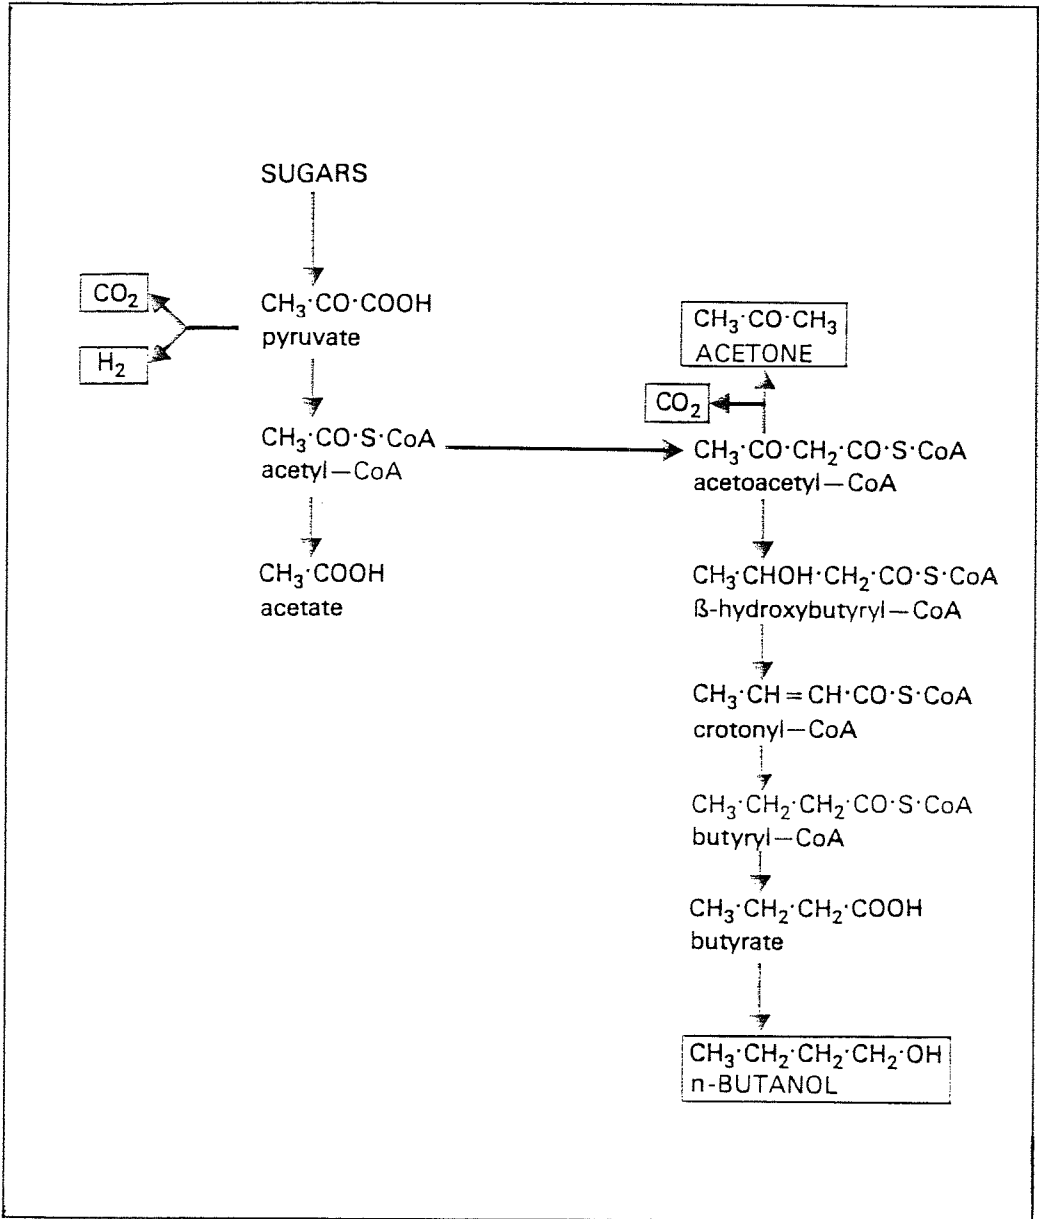 SUGARS
CO₂
H₂
CH₃·CO·COOH
pyruvate
CH₃·CO·S·CoA
acetyl—CoA
CH₃·COOH
acetate
CH₃·CO·CH₃
ACETONE
CO₂
CH₃·CO·CH₂·CO·S·CoA
acetoacetyl—CoA
CH₃·CHOH·CH₂·CO·S·CoA
ß-hydroxybutyryl—CoA
CH₃·CH=CH·CO·S·CoA
crotonyl—CoA
CH₃·CH₂·CH₂·CO·S·CoA
butyryl—CoA
CH₃·CH₂·CH₂·COOH
butyrate
CH₃·CH₂·CH₂·CH₂·OH
n-BUTANOL